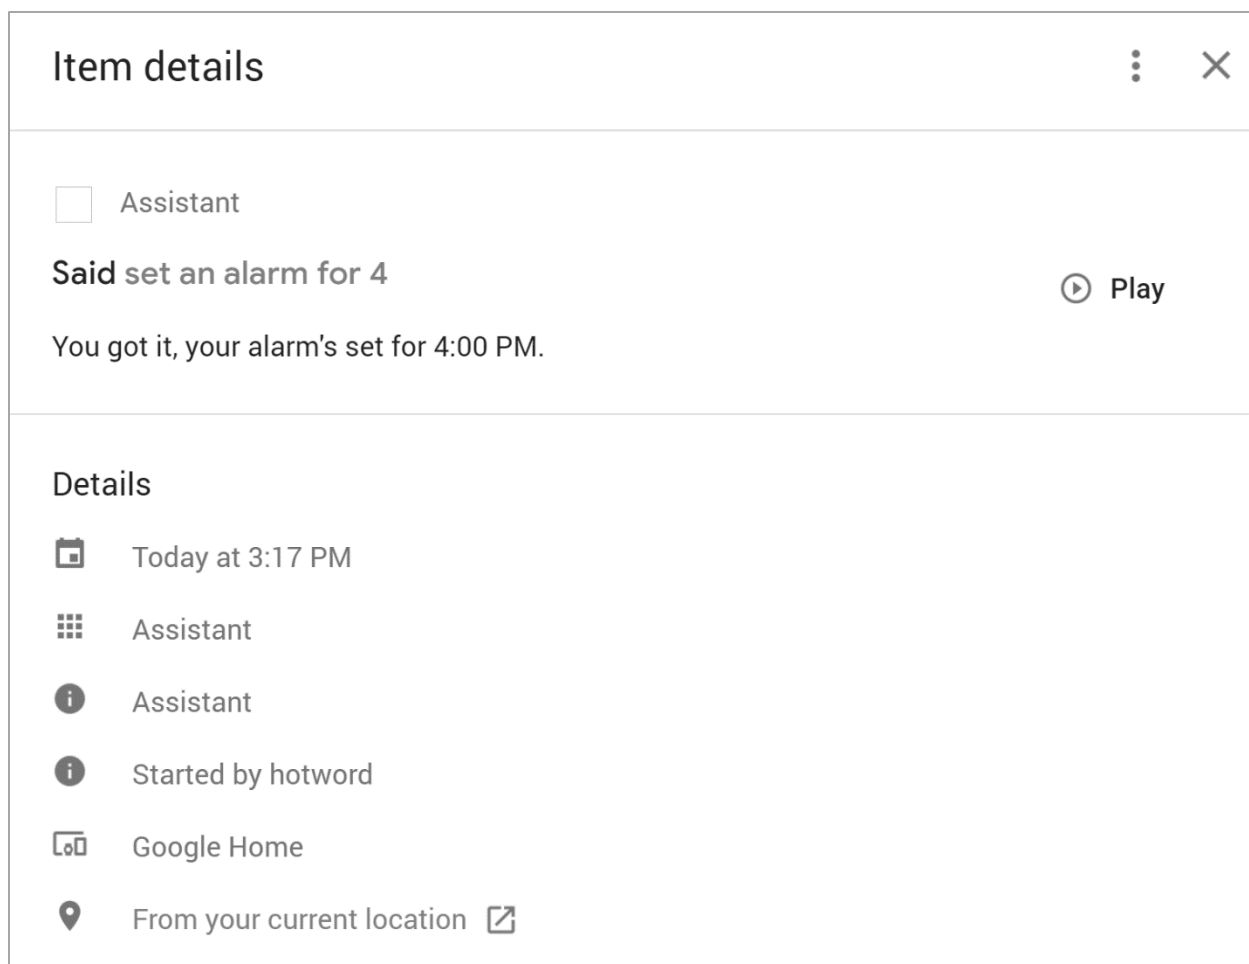 Item details
Assistant
Said set an alarm for 4
Play
You got it, your alarm's set for 4:00 PM.
Details
Today at 3:17 PM
Assistant
Assistant
Started by hotword
Google Home
From your current location